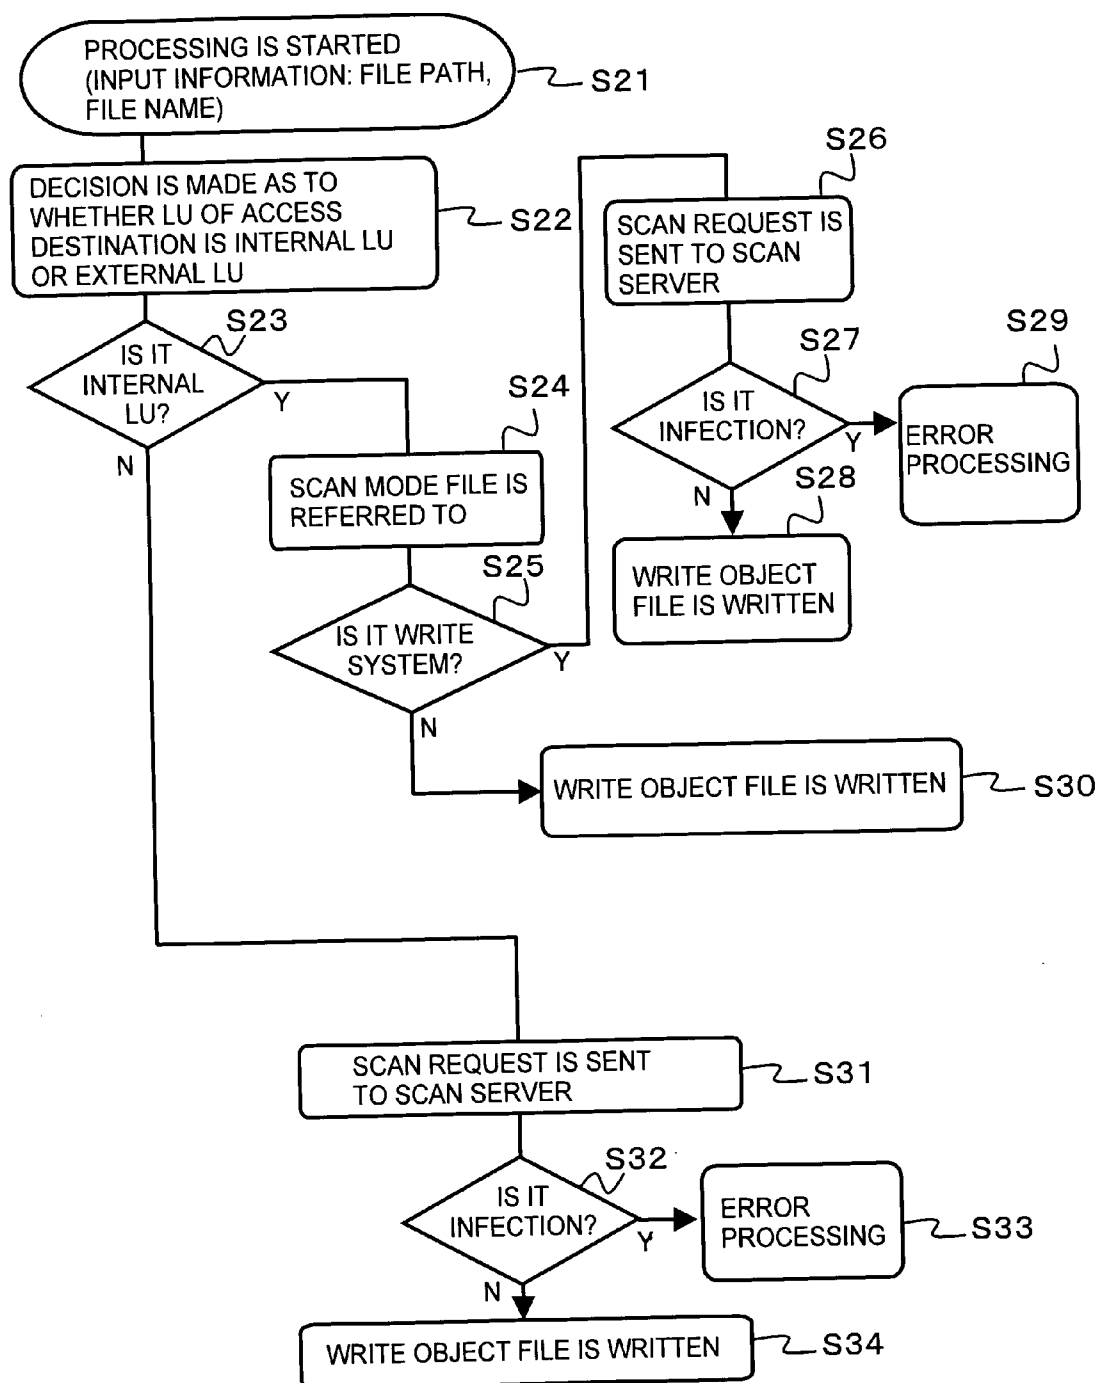 PROCESSING IS STARTED
(INPUT INFORMATION: FILE PATH,
FILE NAME)
S21
DECISION IS MADE AS TO
WHETHER LU OF ACCESS
DESTINATION IS INTERNAL LU
OR EXTERNAL LU
S22
S23
IS IT
INTERNAL
LU?
Y
N
S24
SCAN MODE FILE IS
REFERRED TO
S25
IS IT WRITE
SYSTEM?
Y
N
S26
SCAN REQUEST IS
SENT TO SCAN
SERVER
S27
IS IT
INFECTION?
Y
N
S29
ERROR
PROCESSING
S28
WRITE OBJECT
FILE IS WRITTEN
WRITE OBJECT FILE IS WRITTEN
S30
SCAN REQUEST IS SENT
TO SCAN SERVER
S31
S32
IS IT
INFECTION?
Y
N
ERROR
PROCESSING
S33
WRITE OBJECT FILE IS WRITTEN
S34